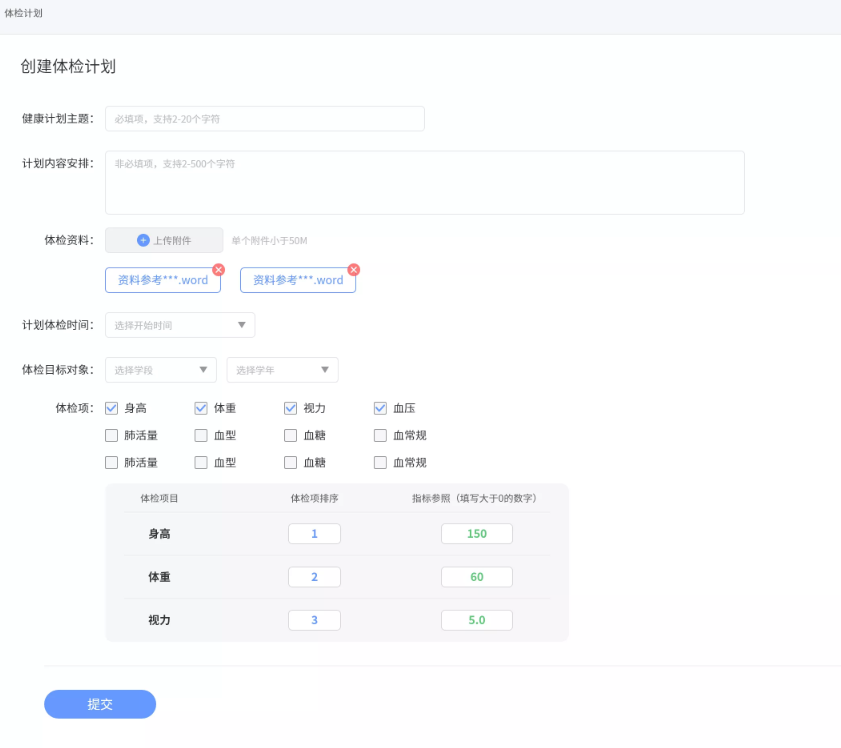 体检计划
创建体检计划
健康计划主题： 必填项，支持2-20个字符
计划内容安排： 非必填项，支持2-500个字符
体检资料： 上传附件 单个附件小于50M
资料参考***.word 资料参考***.word
计划体检时间： 选择开始时间
体检目标对象： 选择学段 选择学年
体检项： 身高 体重 视力 血压
肺活量 血型 血糖 血常规
肺活量 血型 血糖 血常规
体检项目 体检项排序 指标参照（填写大于0的数字）
身高 1 150
体重 2 60
视力 3 5.0
提交